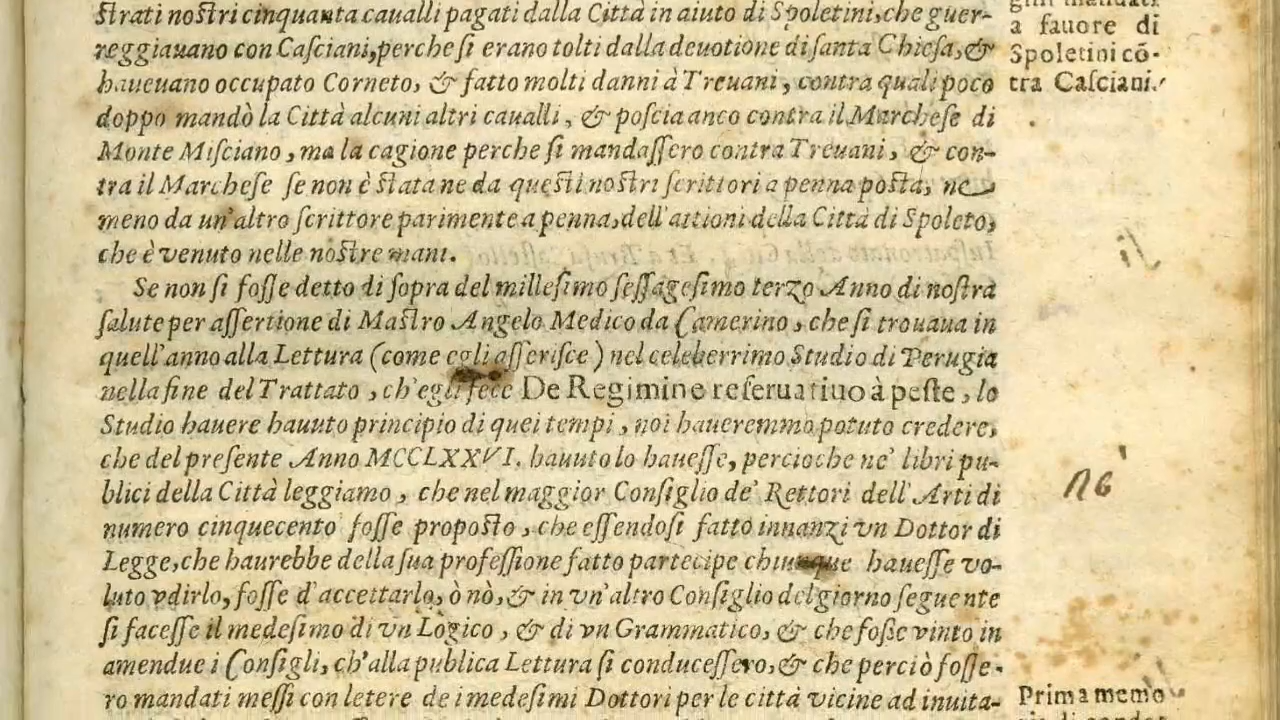 ſtrati noſtri cinquanta caualli pagati dalla Città in aiuto di Spoletini, che guer-
reggiauano con Caſciani, perche ſi erano tolti dalla deuotione di ſanta Chieſa, &
haueuano occupato Corneto, & fatto molti danni à Treuani, contra quali poco
doppo mandò la Città alcuni altri caualli, & poſcia anco contra il Marcheſe di
Monte Miſciano, ma la cagione perche ſi mandaſſero contra Treuani, & con-
tra il Marcheſe ſe non è ſtata ne da queſti noſtri ſcrittori a penna poſta, ne
meno da un'altro ſcrittore parimente a penna, dell'attioni della Città di Spoleto,
che è venuto nelle noſtre mani.
Se non ſi foſſe detto di ſopra del milleſimo ſeſſageſimo terzo Anno di noſtra
ſalute per aſſertione di Maſtro Angelo Medico da Camerino, che ſi trouaua in
quell'anno alla Lettura (come egli aſſeriſce) nel celeberrimo Studio di Perugia
nella fine del Trattato, ch'egli fece De Regimine reſeruatiuo à peſte, lo
Studio hauere hauuto principio di quei tempi, noi haueremmo potuto credere,
che del preſente Anno MCCLXXVI. hauuto lo haueſſe, percioche ne' libri pu-
blici della Città leggiamo, che nel maggior Conſiglio de' Rettori dell'Arti di
numero cinquecento foſſe propoſto, che eſſendoſi fatto innanzi vn Dottor di
Legge, che haurebbe della ſua profeſſione fatto partecipe chiunque haueſſe vo-
luto vdirlo, foſſe d'accettarlo, ò nò, & in vn'altro Conſiglio del giorno ſeguente
ſi faceſſe il medeſimo di vn Logico, & di vn Grammatico, & che foſſe vinto in
amendue i Conſigli, ch'alla publica Lettura ſi conduceſſero, & che perciò foſſe-
ro mandati meſſi con letere de i medeſimi Dottori per le città vicine ad inuita-
a fauore di
Spoletini cõ-
tra Caſciani.
Prima memo